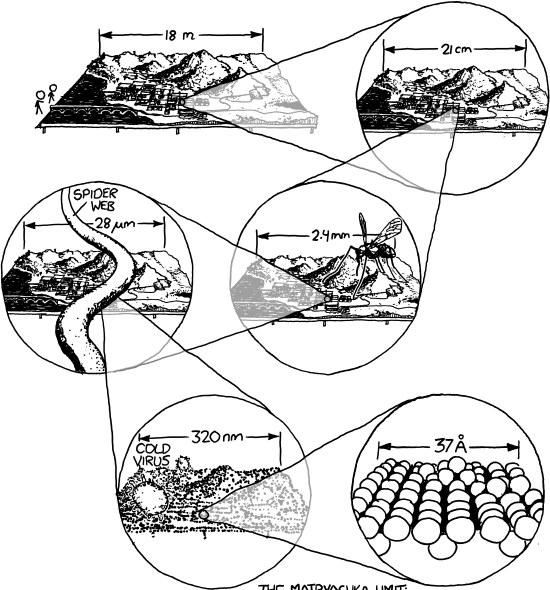 18 m
21 cm
SPIDER
WEB
28 µm
2.4 mm
320 nm
COLD
VIRUS
37 Å
THE MATRYOSHKA LIMIT: